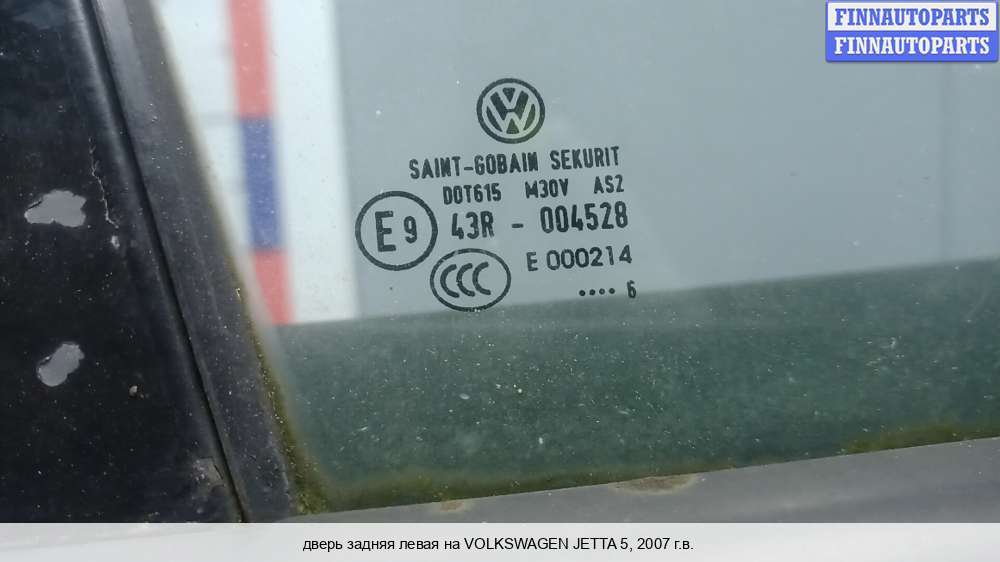 FINNAUTOPARTS
FINNAUTOPARTS
VW
SAINT-GOBAIN SEKURIT
DOT615 M30V AS2
E9 43R - 004528
CCC E 000214
•••• 6
дверь задняя левая на VOLKSWAGEN JETTA 5, 2007 г.в.